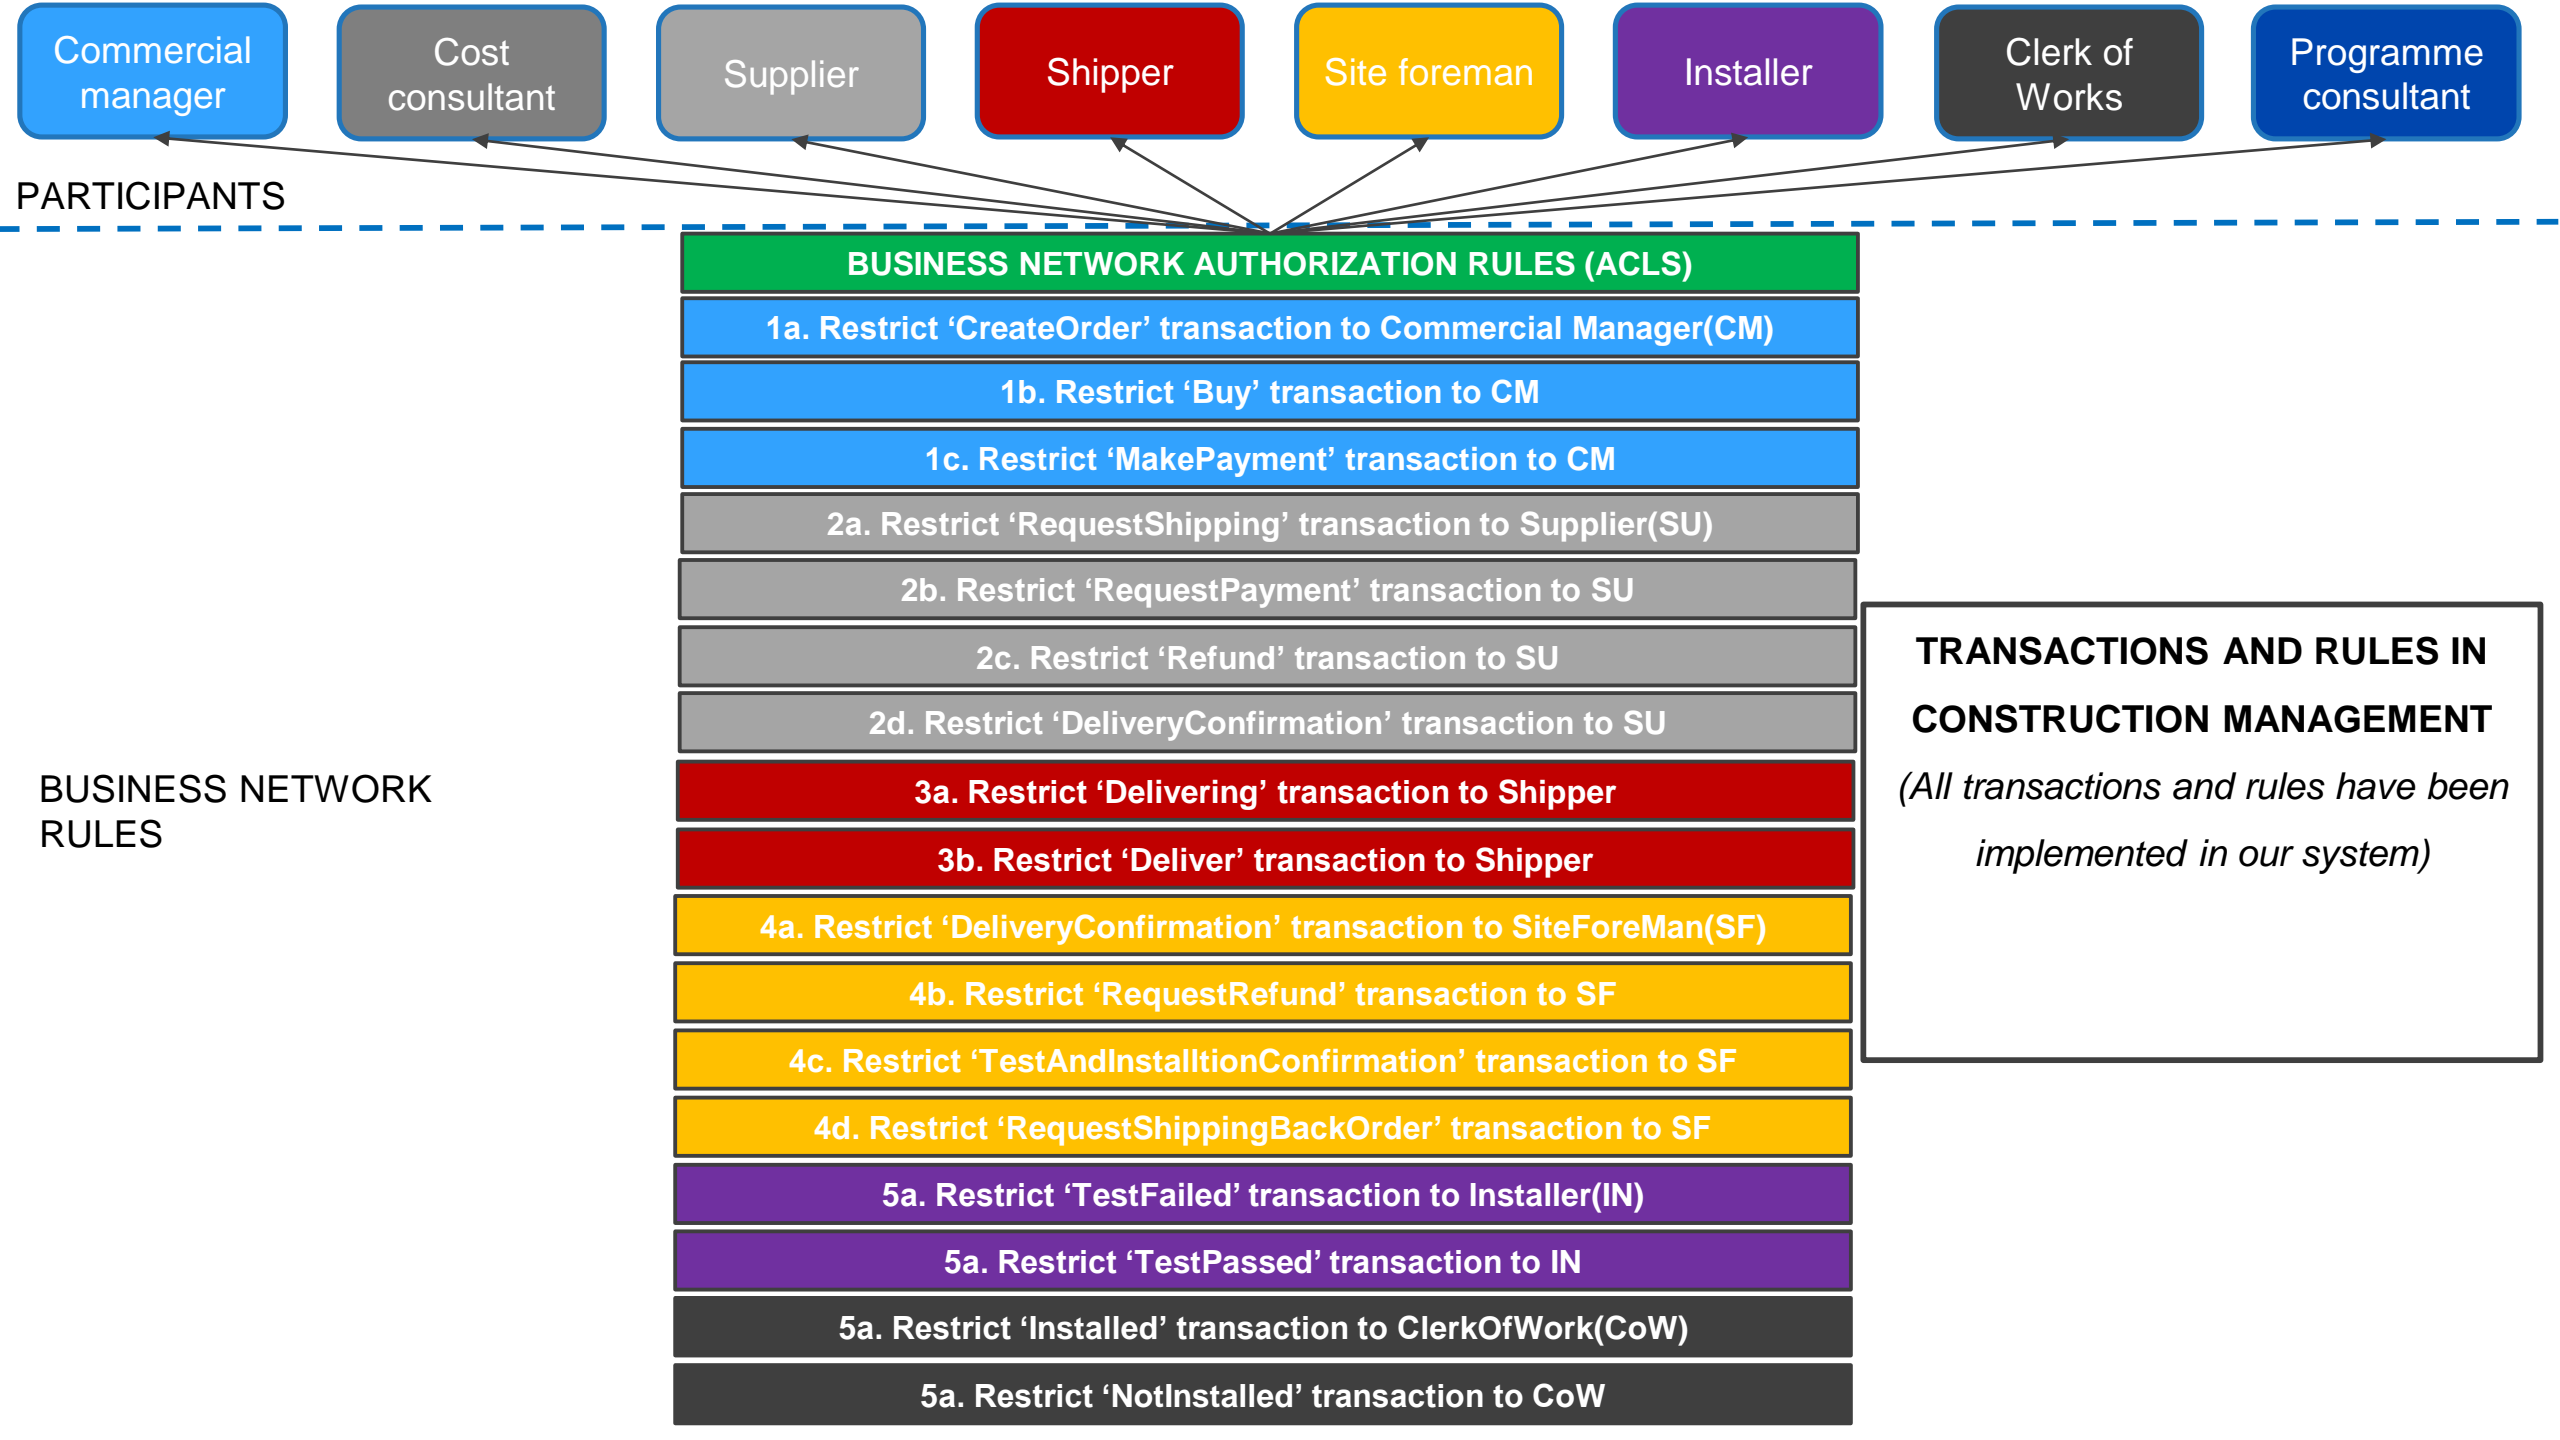 Commercial
manager
Cost
consultant
Supplier
Shipper
Site foreman
Installer
Clerk of
Works
Programme
consultant
PARTICIPANTS
BUSINESS NETWORK AUTHORIZATION RULES (ACLS)
1a. Restrict ‘CreateOrder’ transaction to Commercial Manager(CM)
1b. Restrict ‘Buy’ transaction to CM
1c. Restrict ‘MakePayment’ transaction to CM
2a. Restrict ‘RequestShipping’ transaction to Supplier(SU)
2b. Restrict ‘RequestPayment’ transaction to SU
2c. Restrict ‘Refund’ transaction to SU
2d. Restrict ‘DeliveryConfirmation’ transaction to SU
3a. Restrict ‘Delivering’ transaction to Shipper
3b. Restrict ‘Deliver’ transaction to Shipper
4a. Restrict ‘DeliveryConfirmation’ transaction to SiteForeMan(SF)
4b. Restrict ‘RequestRefund’ transaction to SF
4c. Restrict ‘TestAndInstalltionConfirmation’ transaction to SF
4d. Restrict ‘RequestShippingBackOrder’ transaction to SF
5a. Restrict ‘TestFailed’ transaction to Installer(IN)
5a. Restrict ‘TestPassed’ transaction to IN
5a. Restrict ‘Installed’ transaction to ClerkOfWork(CoW)
5a. Restrict ‘NotInstalled’ transaction to CoW
BUSINESS NETWORK
RULES
TRANSACTIONS AND RULES IN
CONSTRUCTION MANAGEMENT
(All transactions and rules have been
implemented in our system)